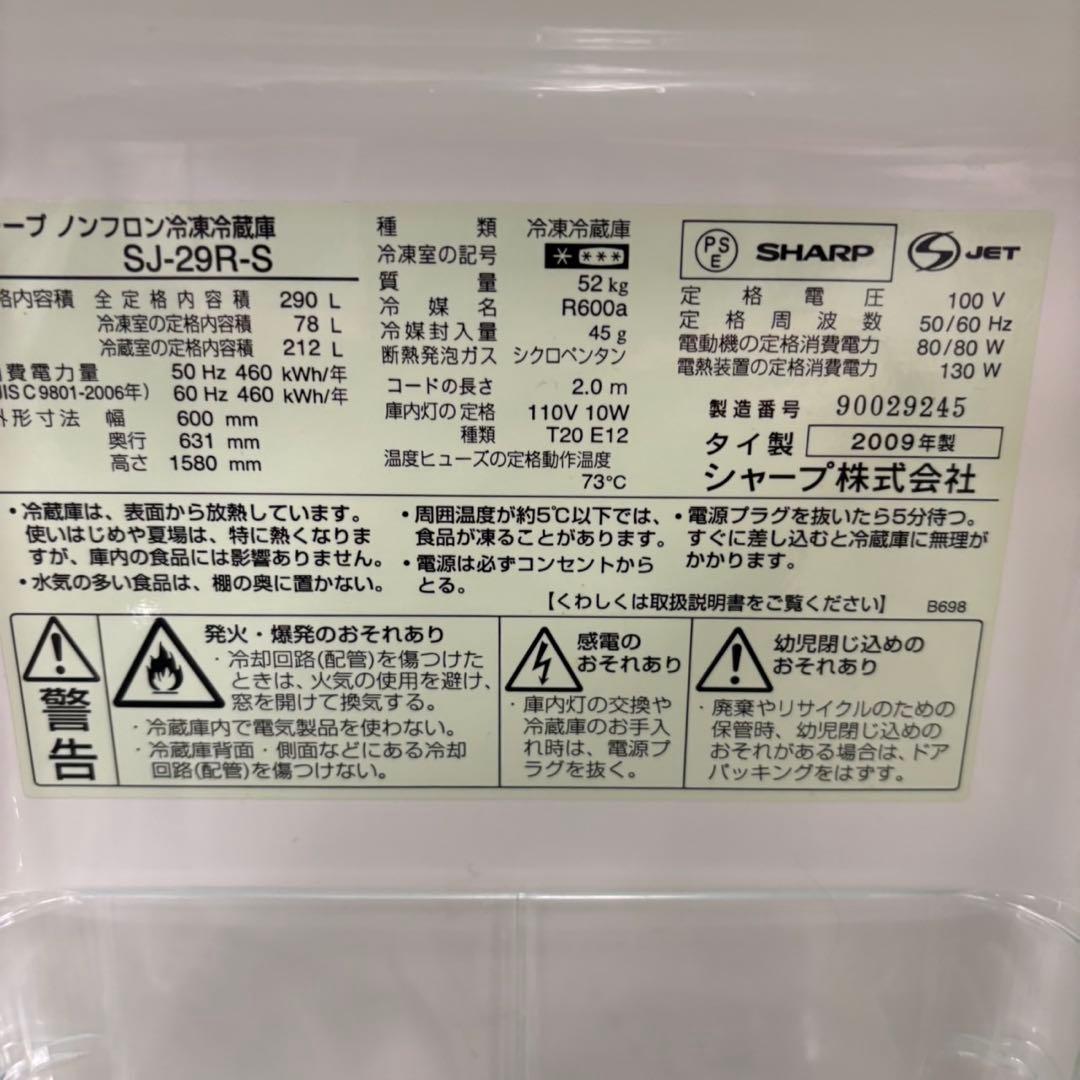 ープ ノンフロン冷凍冷蔵庫
SJ-29R-S
格内容積 全定格内容積 290 L
冷凍室の定格内容積 78 L
冷蔵室の定格内容積 212 L
消費電力量 50 Hz 460 kWh/年
(JIS C 9801-2006年) 60 Hz 460 kWh/年
外形寸法 幅 600 mm
奥行 631 mm
高さ 1580 mm
種類 冷凍冷蔵庫
冷凍室の記号 * ***
質量 52 kg
冷媒名 R600a
冷媒封入量 45 g
断熱発泡ガス シクロペンタン
コードの長さ 2.0 m
庫内灯の定格 110V 10W
種類 T20 E12
温度ヒューズの定格動作温度
73℃
PSE SHARP S JET
定格電圧 100 V
定格周波数 50/60 Hz
電動機の定格消費電力 80/80 W
電熱装置の定格消費電力 130 W
製造番号 90029245
タイ製 2009年製
シャープ株式会社
・冷蔵庫は、表面から放熱しています。
使いはじめや夏場は、特に熱くなりま
すが、庫内の食品には影響ありません。
・水気の多い食品は、棚の奥に置かない。
・周囲温度が約5℃以下では、
食品が凍ることがあります。
・電源は必ずコンセントから
とる。
・電源プラグを抜いたら5分待つ。
すぐに差し込むと冷蔵庫に無理が
かかります。
【くわしくは取扱説明書をご覧ください】 B698
警告
発火・爆発のおそれあり
・冷却回路(配管)を傷つけた
ときは、火気の使用を避け、
窓を開けて換気する。
・冷蔵庫内で電気製品を使わない。
・冷蔵庫背面・側面などにある冷却
回路(配管)を傷つけない。
感電の
おそれあり
・庫内灯の交換や
冷蔵庫のお手入
れ時は、電源プ
ラグを抜く。
幼児閉じ込めの
おそれあり
・廃棄やリサイクルのための
保管時、幼児閉じ込めの
おそれがある場合は、ドア
パッキングをはずす。